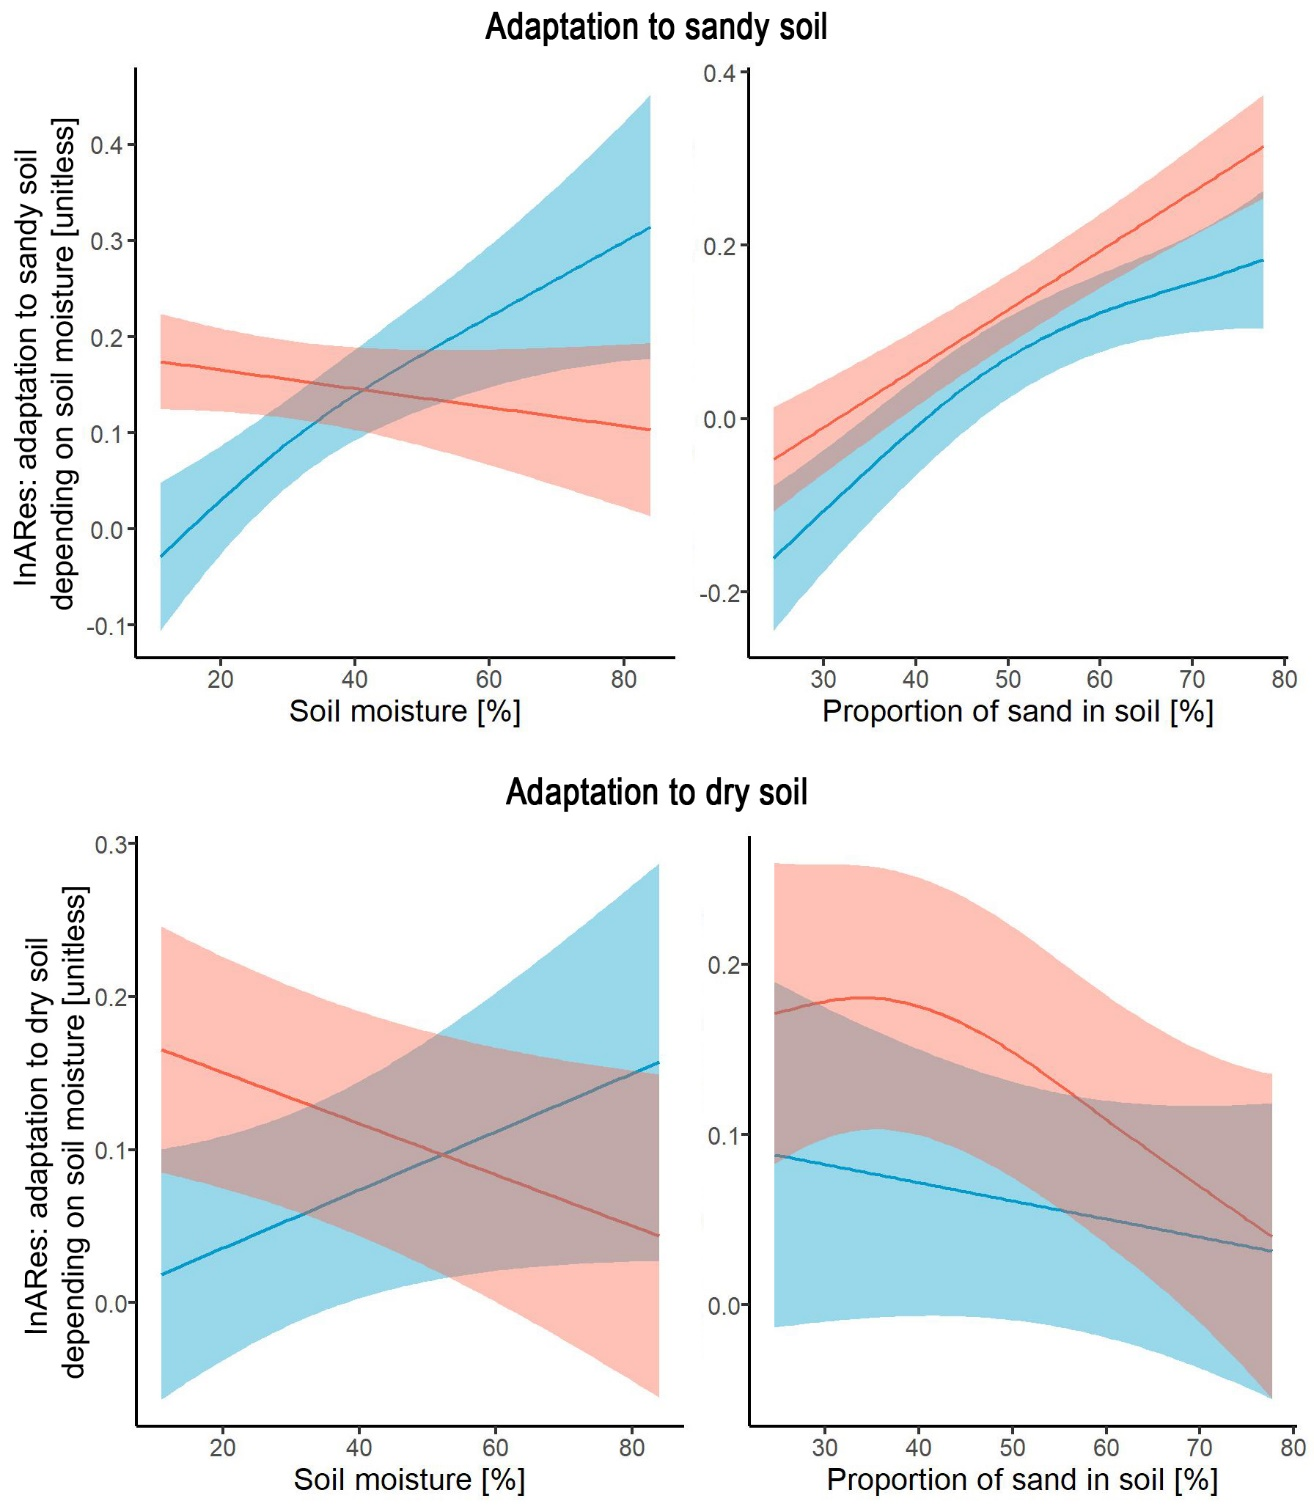 Adaptation to sandy soil
lnARes: adaptation to sandy soil
depending on soil moisture [unitless]
0.4
0.3
0.2
0.1
0.0
-0.1
20 40 60 80
Soil moisture [%]
0.4
0.2
0.0
-0.2
30 40 50 60 70 80
Proportion of sand in soil [%]
Adaptation to dry soil
lnARes: adaptation to dry soil
depending on soil moisture [unitless]
0.3
0.2
0.1
0.0
20 40 60 80
Soil moisture [%]
0.2
0.1
0.0
30 40 50 60 70 80
Proportion of sand in soil [%]